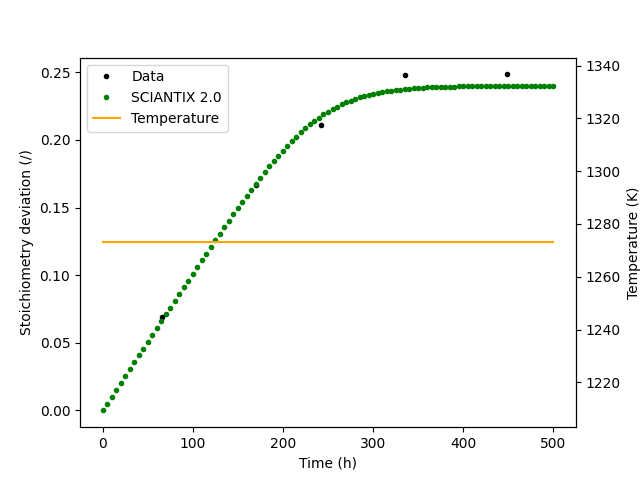 Data
SCIANTIX 2.0
Temperature
Stoichiometry deviation (/)
0.25
0.20
0.15
0.10
0.05
0.00
1340
1320
1300
1280
1260
1240
1220
Temperature (K)
0 100 200 300 400 500
Time (h)